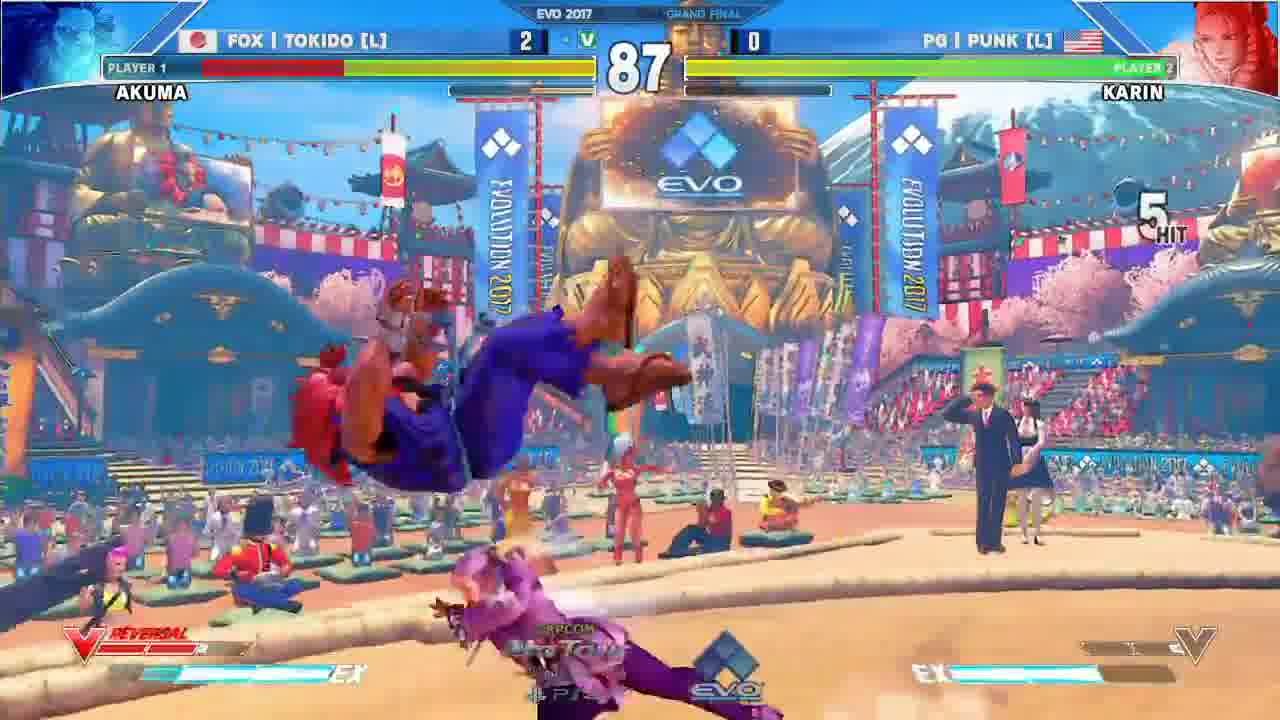 EVO 2017 GRAND FINAL
FOX | TOKIDO [L] 2 V 87 0 PG | PUNK [L]
PLAYER 1 PLAYER 2
AKUMA KARIN
EVO
EVOLUTION 2017
EVOLUTION 2017
5 HIT
V REVERSAL
EX EX V
CAPCOM
EVO